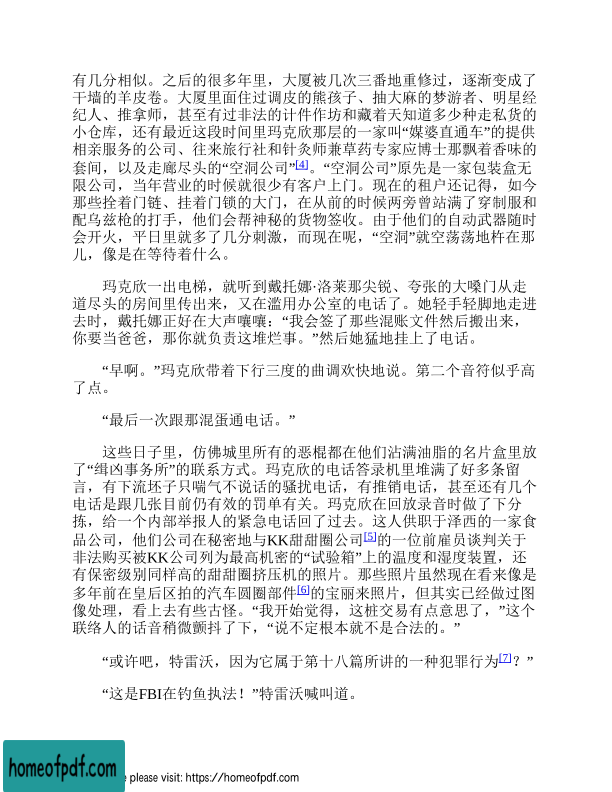 有几分相似。之后的很多年里，大厦被几次三番地重修过，逐渐变成了
干墙的羊皮卷。大厦里面住过调皮的熊孩子、抽大麻的梦游者、明星经
纪人、推拿师，甚至有过非法的计件作坊和藏着天知道多少种走私货的
小仓库，还有最近这段时间里玛克欣那层的一家叫“媒婆直通车”的提供
相亲服务的公司、往来旅行社和针灸师兼草药专家应博士那飘着香味的
套间，以及走廊尽头的“空洞公司”[4]。“空洞公司”原先是一家包装盒无
限公司，当年营业的时候就很少有客户上门。现在的租户还记得，如今
那些拴着门链、挂着门锁的大门，在从前的时候两旁曾站满了穿制服和
配乌兹枪的打手，他们会帮神秘的货物签收。由于他们的自动武器随时
会开火，平日里就多了几分刺激，而现在呢，“空洞”就空荡荡地杵在那
儿，像是在等待着什么。
玛克欣一出电梯，就听到戴托娜·洛莱那尖锐、夸张的大嗓门从走
道尽头的房间里传出来，又在滥用办公室的电话了。她轻手轻脚地走进
去时，戴托娜正好在大声嚷嚷：“我会签了那些混账文件然后搬出来，
你要当爸爸，那你就负责这堆烂事。”然后她猛地挂上了电话。
“早啊。”玛克欣带着下行三度的曲调欢快地说。第二个音符似乎高
了点。
“最后一次跟那混蛋通电话。”
这些日子里，仿佛城里所有的恶棍都在他们沾满油脂的名片盒里放
了“缉凶事务所”的联系方式。玛克欣的电话答录机里堆满了好多条留
言，有下流坯子只喘气不说话的骚扰电话，有推销电话，甚至还有几个
电话是跟几张目前仍有效的罚单有关。玛克欣在回放录音时做了下分
拣，给一个内部举报人的紧急电话回了过去。这人供职于泽西的一家食
品公司，他们公司在秘密地与KK甜甜圈公司[5]的一位前雇员谈判关于
非法购买被KK公司列为最高机密的“试验箱”上的温度和湿度装置，还
有保密级别同样高的甜甜圈挤压机的照片。那些照片虽然现在看来像是
多年前在皇后区拍的汽车圆圈部件[6]的宝丽来照片，但其实已经做过图
像处理，看上去有些古怪。“我开始觉得，这桩交易有点意思了，”这个
联络人的话音稍微颤抖了下，“说不定根本就不是合法的。”
“或许吧，特雷沃，因为它属于第十八篇所讲的一种犯罪行为[7]？”
“这是FBI在钓鱼执法！”特雷沃喊叫道。
homeofpdf.com
e please visit: https://homeofpdf.com